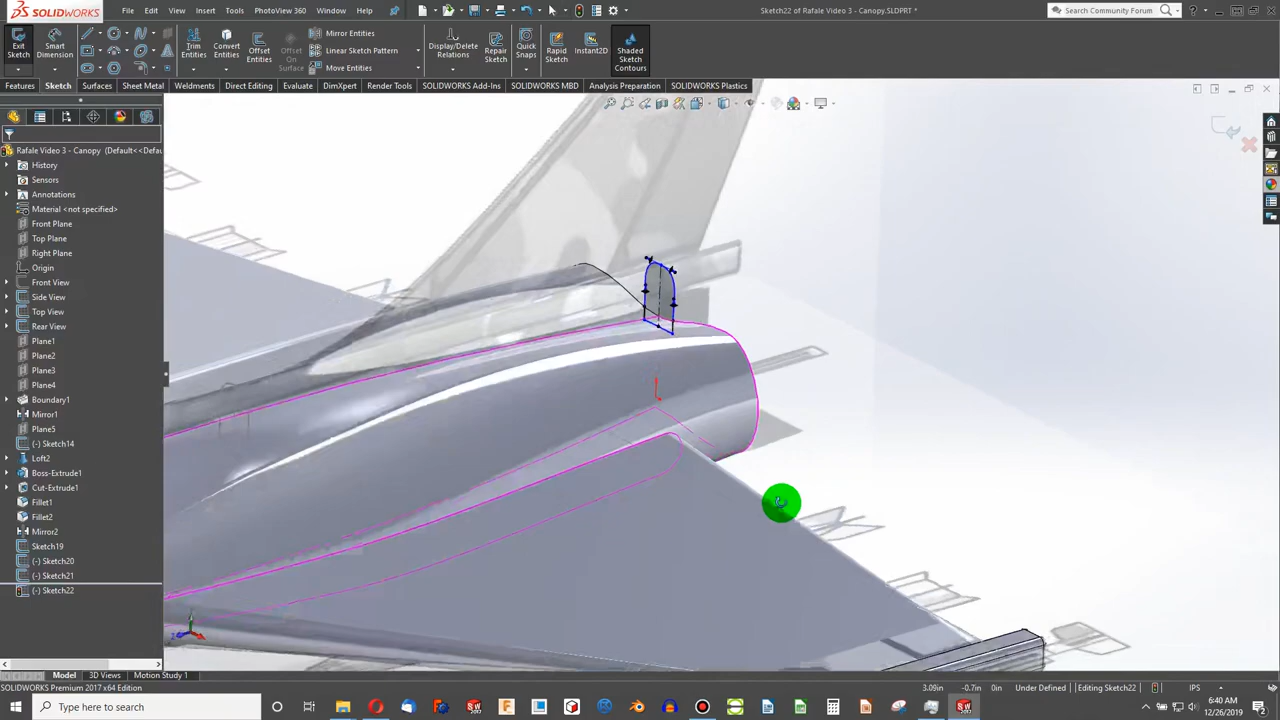 SOLIDWORKS
File Edit View Insert Tools PhotoView 360 Window Help
Sketch22 of Rafale Video 3 - Canopy.SLDPRT *
Search Community Forum
Exit Sketch
Smart Dimension
Trim Entities
Convert Entities
Offset Entities
Offset On Surface
Mirror Entities
Linear Sketch Pattern
Move Entities
Display/Delete Relations
Repair Sketch
Quick Snaps
Rapid Sketch
Instant2D
Shaded Sketch Contours
Features Sketch Surfaces Sheet Metal Weldments Direct Editing Evaluate DimXpert Render Tools SOLIDWORKS Add-Ins SOLIDWORKS MBD Analysis Preparation SOLIDWORKS Plastics
Rafale Video 3 - Canopy (Default<<Defau
History
Sensors
Annotations
Material <not specified>
Front Plane
Top Plane
Right Plane
Origin
Front View
Side View
Top View
Rear View
Plane1
Plane2
Plane3
Plane4
Boundary1
Mirror1
Plane5
(-) Sketch14
Loft2
Boss-Extrude1
Cut-Extrude1
Fillet1
Fillet2
Mirror2
Sketch19
(-) Sketch20
(-) Sketch21
(-) Sketch22
Model 3D Views Motion Study 1
SOLIDWORKS Premium 2017 x64 Edition
3.09in -0.7in 0in Under Defined Editing Sketch22 IPS
Type here to search
6:40 AM
12/26/2019